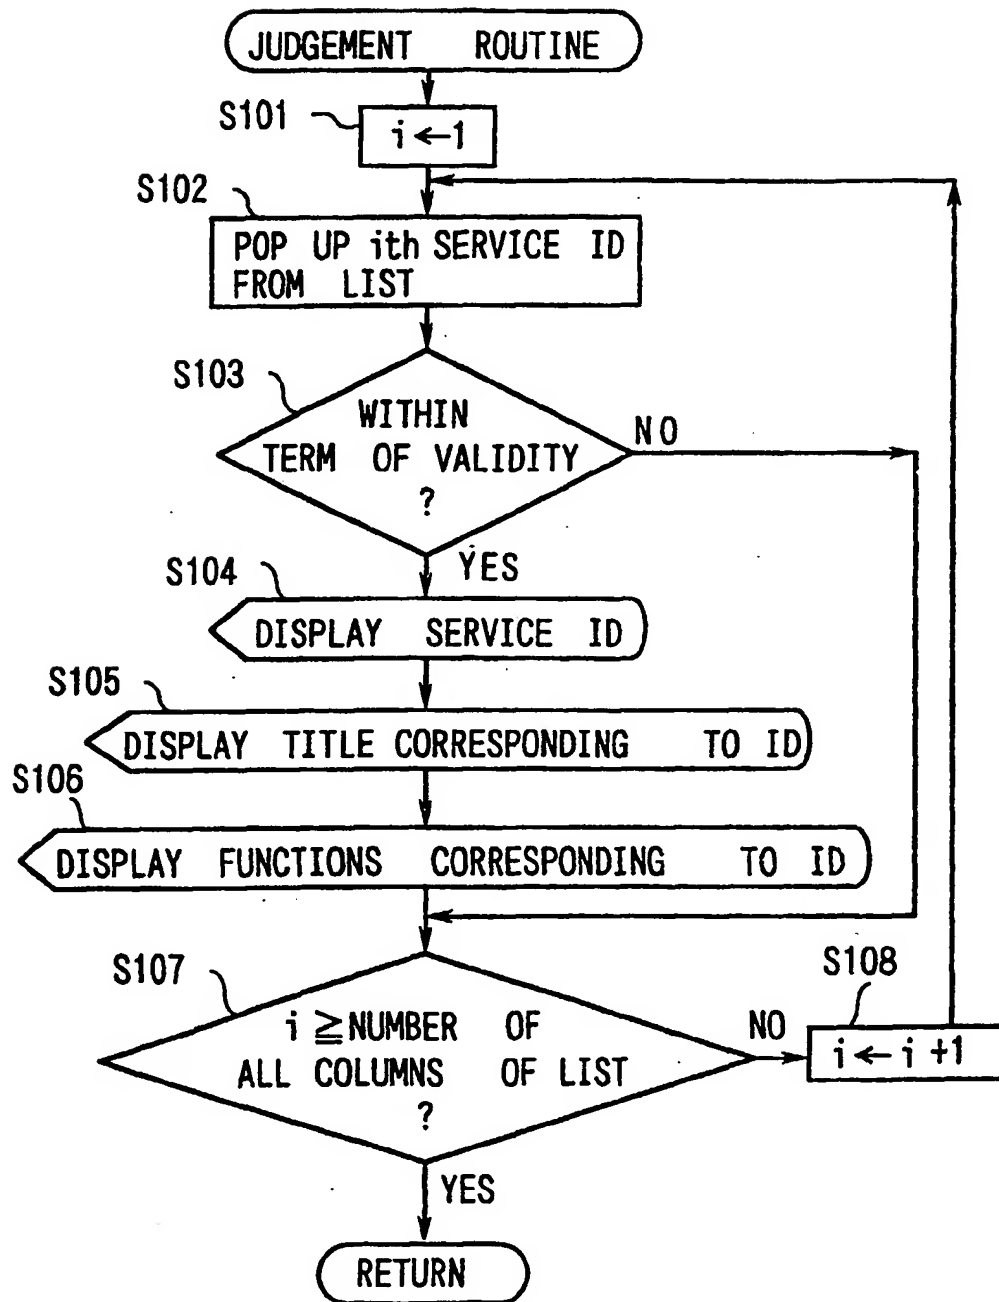 JUDGEMENT ROUTINE
S101
i ← 1
S102
POP UP ith SERVICE ID
FROM LIST
S103
WITHIN
TERM OF VALIDITY
?
NO
YES
S104
DISPLAY SERVICE ID
S105
DISPLAY TITLE CORRESPONDING TO ID
S106
DISPLAY FUNCTIONS CORRESPONDING TO ID
S107
i ≧ NUMBER OF
ALL COLUMNS OF LIST
?
NO
S108
i ← i +1
YES
RETURN